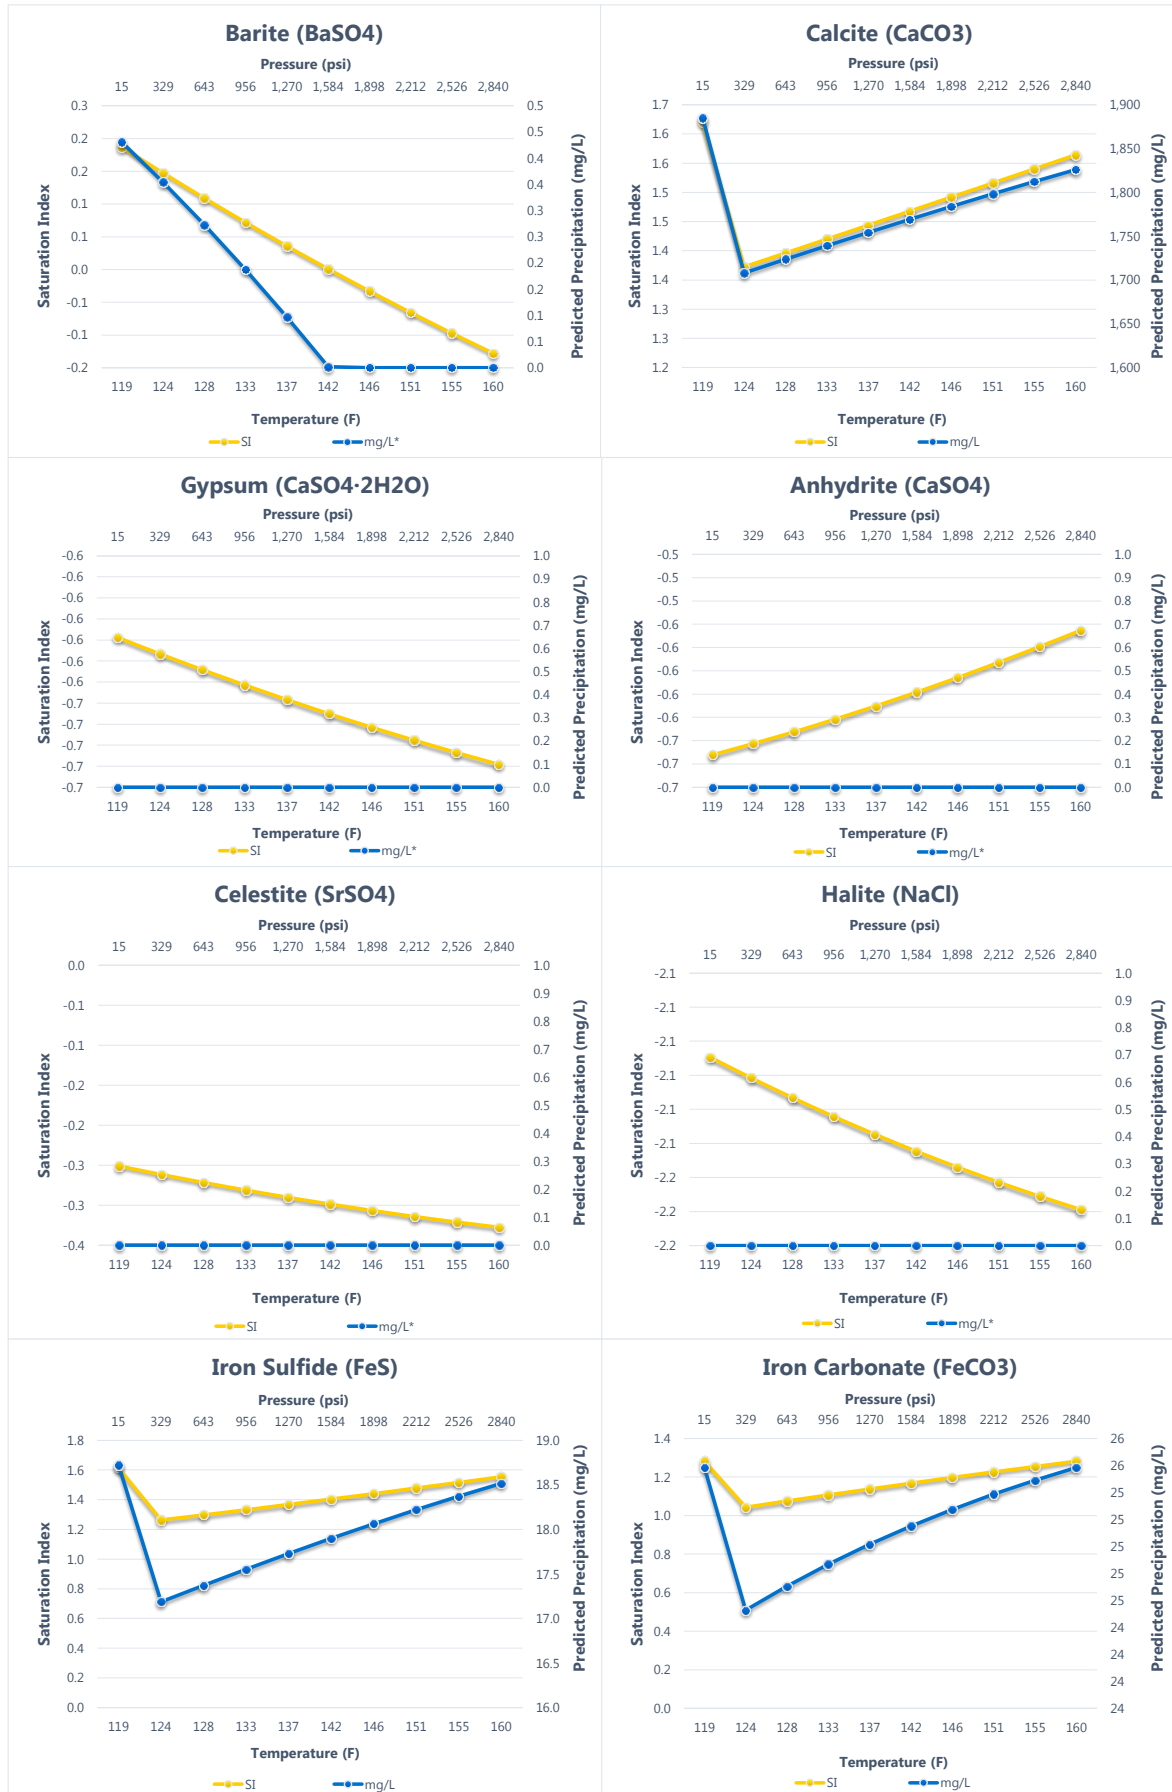 Barite (BaSO4)
Pressure (psi)
15 329 643 956 1,270 1,584 1,898 2,212 2,526 2,840
0.3
0.2
0.2
0.1
0.1
0.0
-0.1
-0.1
-0.2
Saturation Index
0.5
0.5
0.4
0.4
0.3
0.3
0.2
0.2
0.1
0.1
0.0
Predicted Precipitation (mg/L)
119 124 128 133 137 142 146 151 155 160
Temperature (F)
SI mg/L*
Calcite (CaCO3)
Pressure (psi)
15 329 643 956 1,270 1,584 1,898 2,212 2,526 2,840
1.7
1.6
1.6
1.5
1.5
1.4
1.4
1.3
1.3
1.2
Saturation Index
1,900
1,850
1,800
1,750
1,700
1,650
1,600
Predicted Precipitation (mg/L)
119 124 128 133 137 142 146 151 155 160
Temperature (F)
SI mg/L
Gypsum (CaSO4·2H2O)
Pressure (psi)
15 329 643 956 1,270 1,584 1,898 2,212 2,526 2,840
-0.6
-0.6
-0.6
-0.6
-0.6
-0.6
-0.6
-0.7
-0.7
-0.7
-0.7
-0.7
Saturation Index
1.0
0.9
0.8
0.7
0.6
0.5
0.4
0.3
0.2
0.1
0.0
Predicted Precipitation (mg/L)
119 124 128 133 137 142 146 151 155 160
Temperature (F)
SI mg/L*
Anhydrite (CaSO4)
Pressure (psi)
15 329 643 956 1,270 1,584 1,898 2,212 2,526 2,840
-0.5
-0.5
-0.5
-0.6
-0.6
-0.6
-0.6
-0.6
-0.7
-0.7
-0.7
Saturation Index
1.0
0.9
0.8
0.7
0.6
0.5
0.4
0.3
0.2
0.1
0.0
Predicted Precipitation (mg/L)
119 124 128 133 137 142 146 151 155 160
Temperature (F)
SI mg/L*
Celestite (SrSO4)
Pressure (psi)
15 329 643 956 1,270 1,584 1,898 2,212 2,526 2,840
0.0
-0.1
-0.1
-0.2
-0.2
-0.3
-0.3
-0.4
Saturation Index
1.0
0.9
0.8
0.7
0.6
0.5
0.4
0.3
0.2
0.1
0.0
Predicted Precipitation (mg/L)
119 124 128 133 137 142 146 151 155 160
Temperature (F)
SI mg/L*
Halite (NaCl)
Pressure (psi)
15 329 643 956 1,270 1,584 1,898 2,212 2,526 2,840
-2.1
-2.1
-2.1
-2.1
-2.1
-2.1
-2.2
-2.2
-2.2
Saturation Index
1.0
0.9
0.8
0.7
0.6
0.5
0.4
0.3
0.2
0.1
0.0
Predicted Precipitation (mg/L)
119 124 128 133 137 142 146 151 155 160
Temperature (F)
SI mg/L*
Iron Sulfide (FeS)
Pressure (psi)
15 329 643 956 1270 1584 1898 2212 2526 2840
1.8
1.6
1.4
1.2
1.0
0.8
0.6
0.4
0.2
0.0
Saturation Index
19.0
18.5
18.0
17.5
17.0
16.5
16.0
Predicted Precipitation (mg/L)
119 124 128 133 137 142 146 151 155 160
Temperature (F)
SI mg/L
Iron Carbonate (FeCO3)
Pressure (psi)
15 329 643 956 1270 1584 1898 2212 2526 2840
1.4
1.2
1.0
0.8
0.6
0.4
0.2
0.0
Saturation Index
26
26
25
25
25
25
25
24
24
24
24
Predicted Precipitation (mg/L)
119 124 128 133 137 142 146 151 155 160
Temperature (F)
SI mg/L